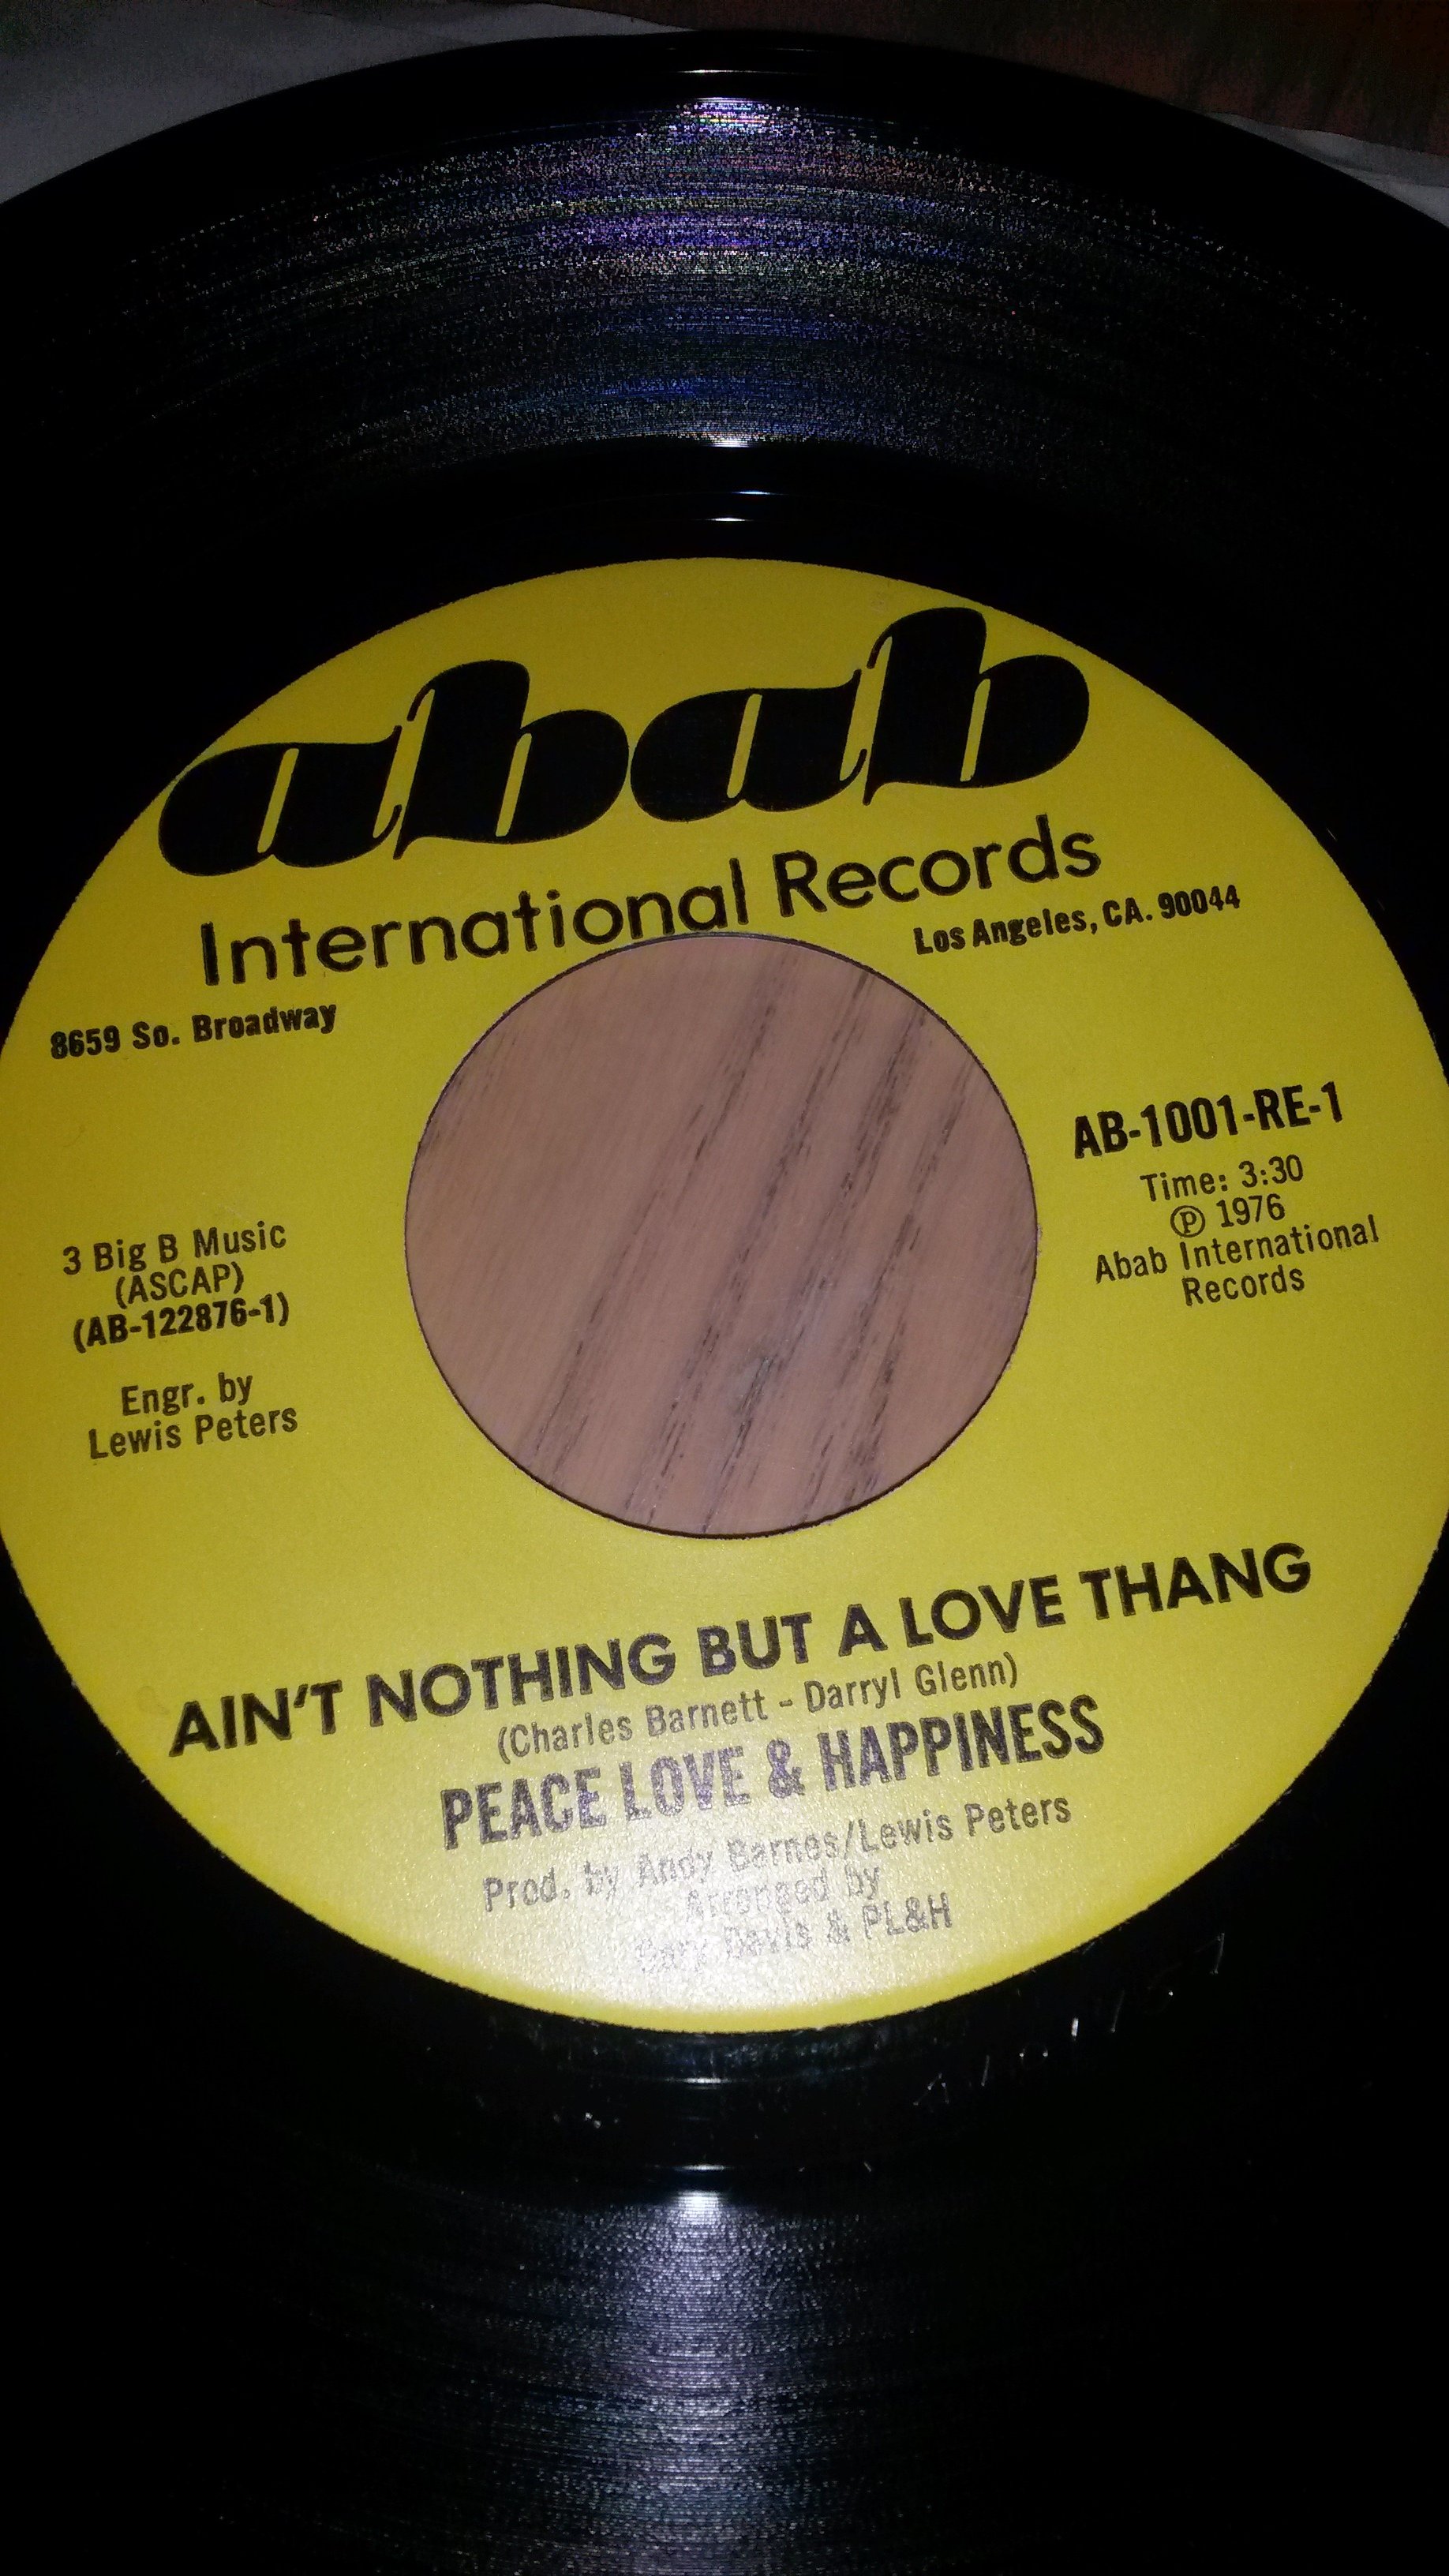 abab
International Records
8659 So. Broadway
Los Angeles, CA. 90044
3 Big B Music
(ASCAP)
(AB-122876-1)
Engr. by
Lewis Peters
AB-1001-RE-1
Time: 3:30
Ⓟ 1976
Abab International
Records
AIN'T NOTHING BUT A LOVE THANG
(Charles Barnett - Darryl Glenn)
PEACE LOVE & HAPPINESS
Prod. by Andy Barnes/Lewis Peters
Arranged by
Gary Davis & PL&H